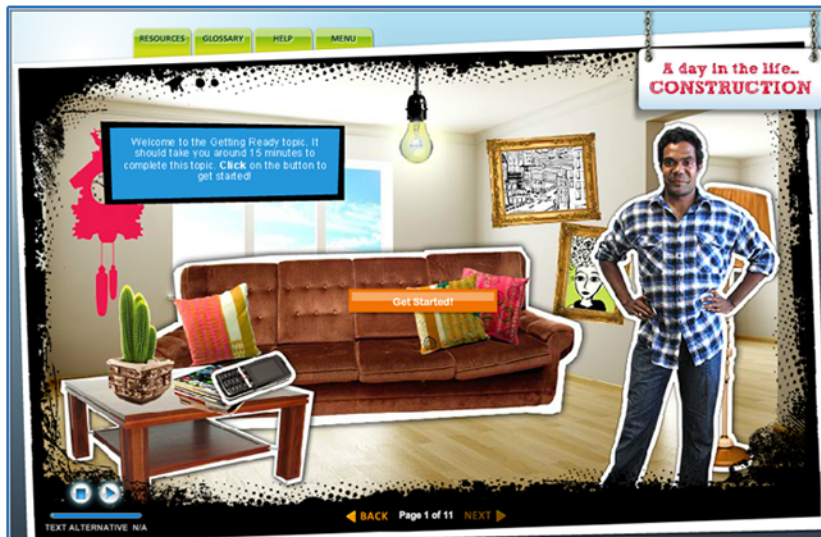 RESOURCES
GLOSSARY
HELP
MENU
A day in the life...
CONSTRUCTION
Welcome to the Getting Ready topic. It
should take you around 15 minutes to
complete this topic. Click on the button to
get started!
Get Started!
BACK Page 1 of 11 NEXT
TEXT ALTERNATIVE N/A